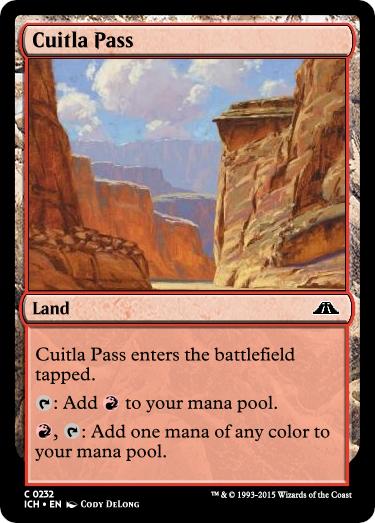 Cuitla Pass
Land
Cuitla Pass enters the battlefield
tapped.
: Add to your mana pool.
, : Add one mana of any color to
your mana pool.
C 0232
ICH • EN Cody DeLong
™ & © 1993-2015 Wizards of the Coast